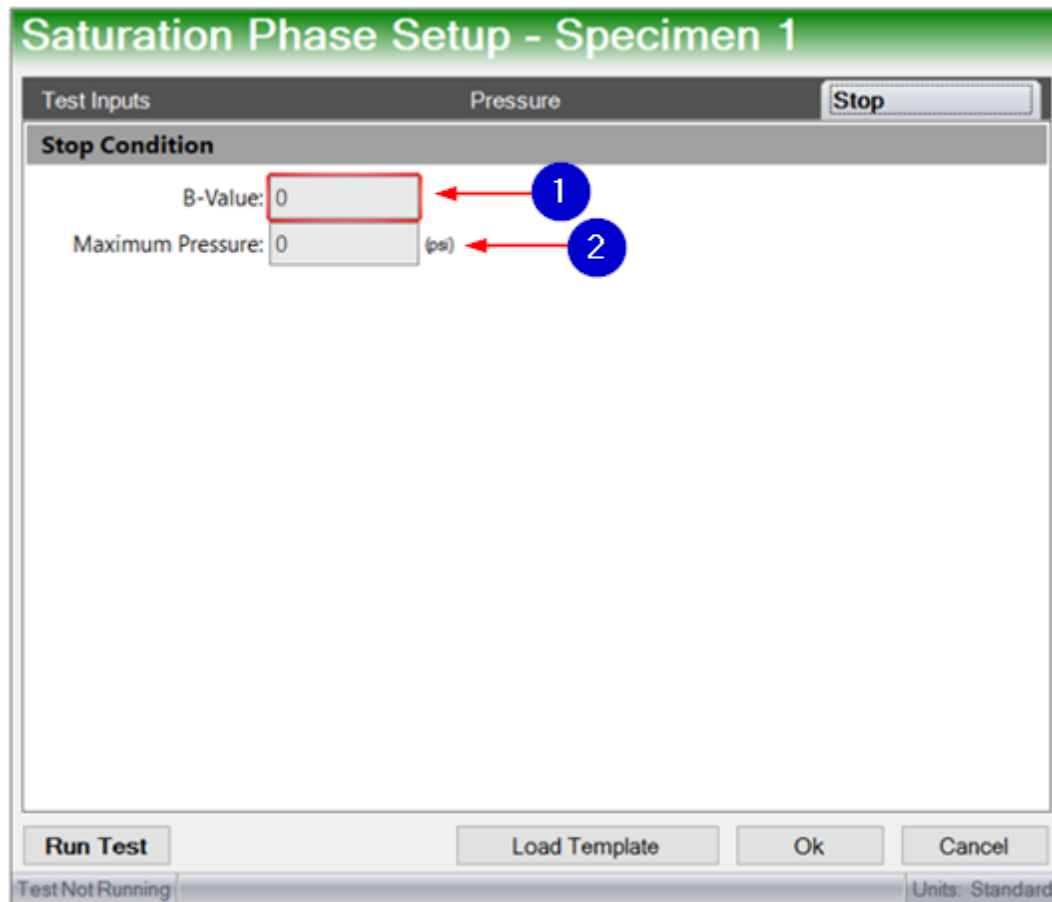 Saturation Phase Setup - Specimen 1
Test Inputs Pressure Stop
Stop Condition
B-Value: 0 1
Maximum Pressure: 0 (psi) 2
Run Test Load Template Ok Cancel
Test Not Running Units: Standard